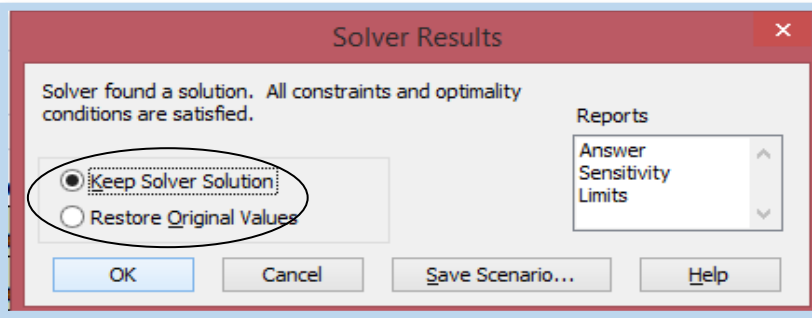 Solver Results
Solver found a solution. All constraints and optimality
conditions are satisfied.
Reports
Answer
Sensitivity
Limits
Keep Solver Solution
Restore Original Values
OK
Cancel
Save Scenario...
Help